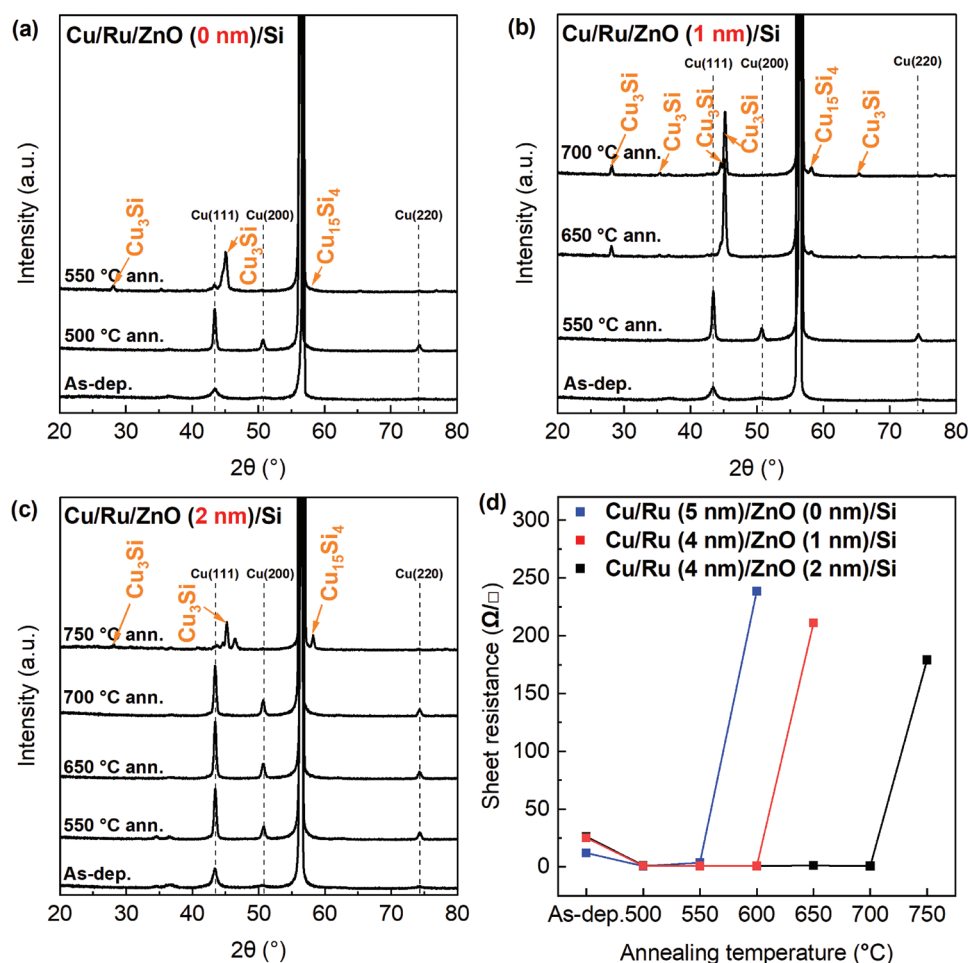 (a)
Cu/Ru/ZnO (0 nm)/Si
Cu(111)
Cu(200)
Cu(220)
Cu₃Si
Cu₃Si
Cu₁₅Si₄
550 °C ann.
500 °C ann.
As-dep.
Intensity (a.u.)
20 30 40 50 60 70 80
2θ (°)
(b)
Cu/Ru/ZnO (1 nm)/Si
Cu(111)
Cu(200)
Cu(220)
Cu₃Si
Cu₃Si
Cu₃Si
Cu₃Si
Cu₁₅Si₄
Cu₃Si
700 °C ann.
650 °C ann.
550 °C ann.
As-dep.
Intensity (a.u.)
20 30 40 50 60 70 80
2θ (°)
(c)
Cu/Ru/ZnO (2 nm)/Si
Cu(111)
Cu(200)
Cu(220)
Cu₃Si
Cu₃Si
Cu₁₅Si₄
750 °C ann.
700 °C ann.
650 °C ann.
550 °C ann.
As-dep.
Intensity (a.u.)
20 30 40 50 60 70 80
2θ (°)
(d)
Cu/Ru (5 nm)/ZnO (0 nm)/Si
Cu/Ru (4 nm)/ZnO (1 nm)/Si
Cu/Ru (4 nm)/ZnO (2 nm)/Si
300
250
200
150
100
50
0
Sheet resistance (Ω/□)
As-dep. 500 550 600 650 700 750
Annealing temperature (°C)